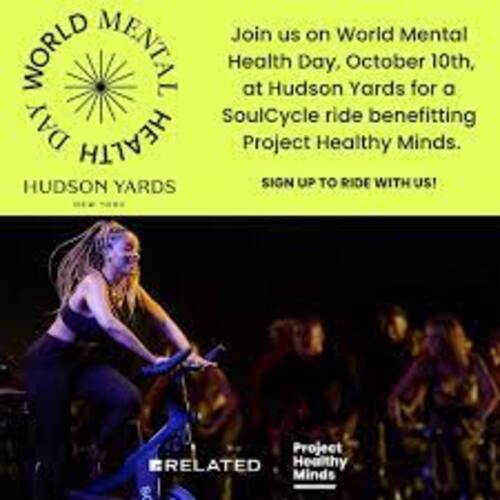 WORLD MENTAL HEALTH DAY
HUDSON YARDS
NEW YORK
Join us on World Mental
Health Day, October 10th,
at Hudson Yards for a
SoulCycle ride benefitting
Project Healthy Minds.
SIGN UP TO RIDE WITH US!
RELATED
Project
Healthy
Minds